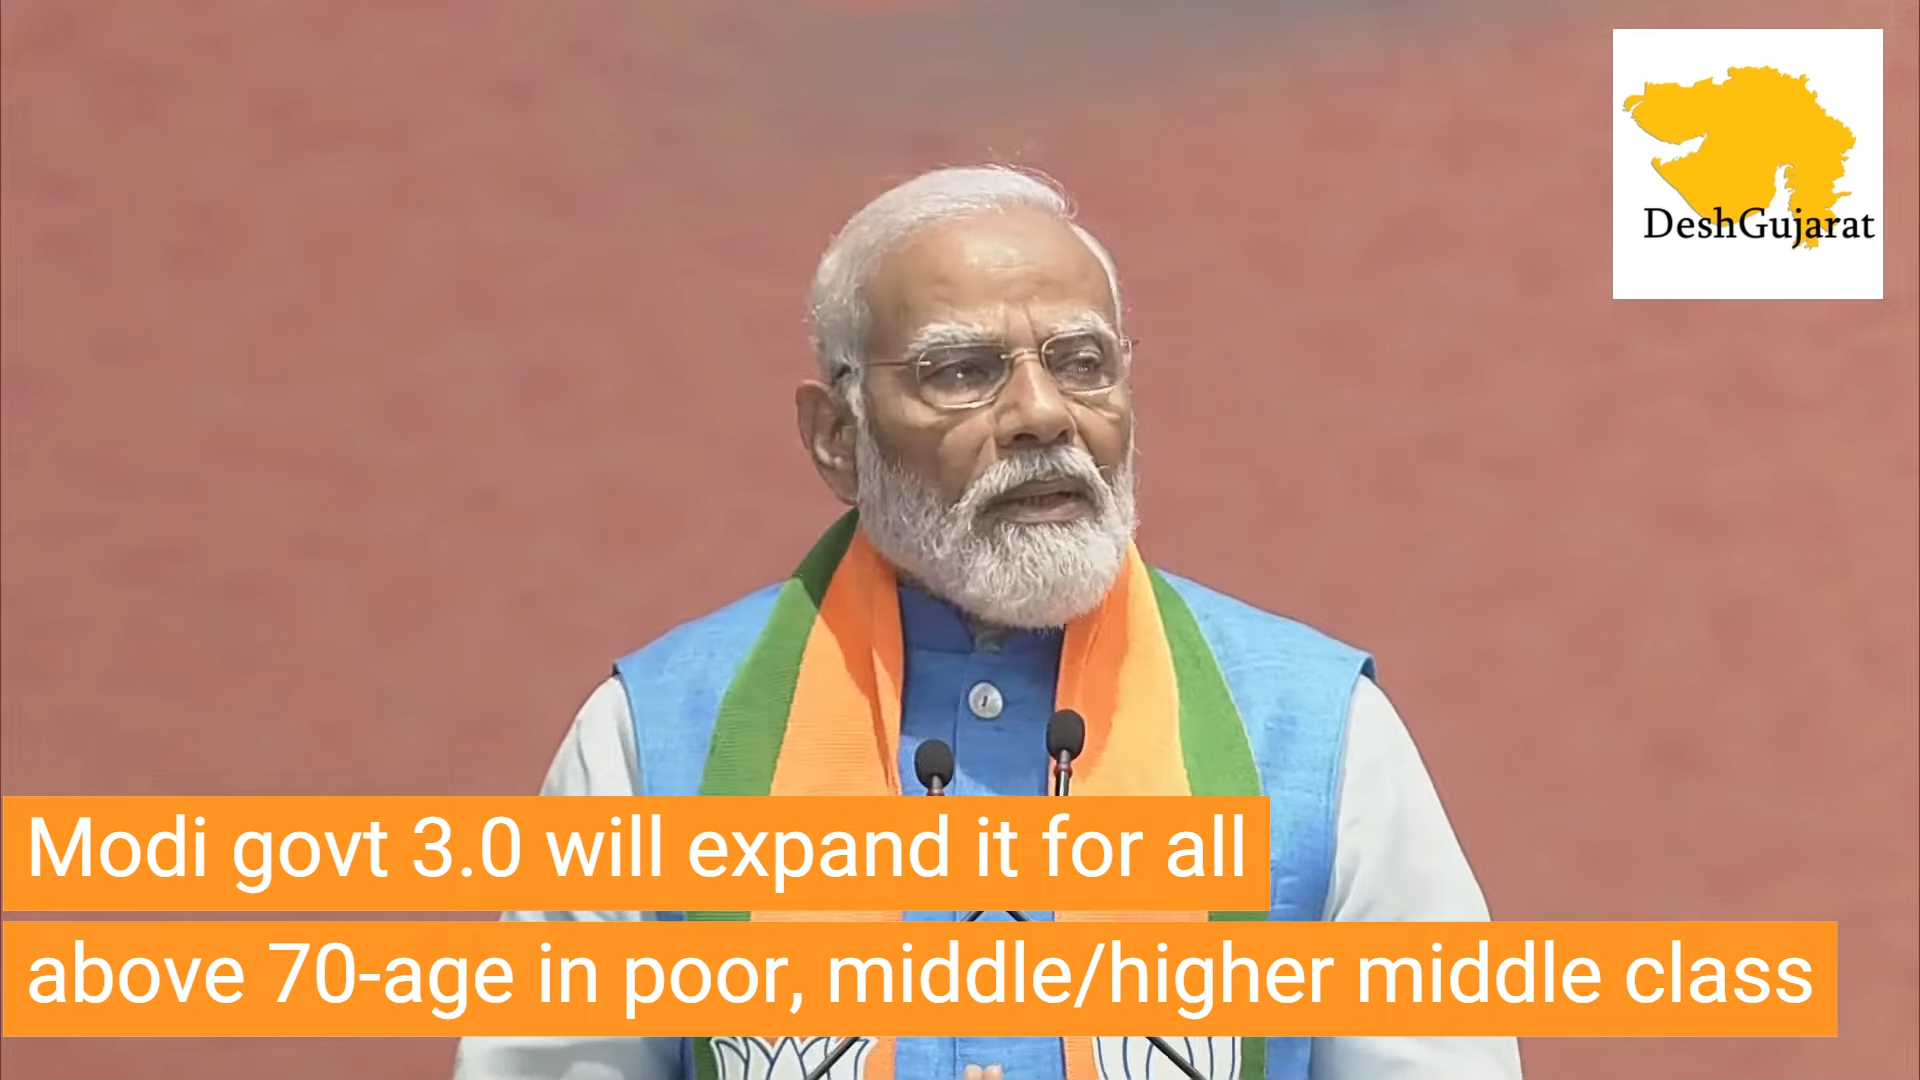 DeshGujarat
Modi govt 3.0 will expand it for all
above 70-age in poor, middle/higher middle class